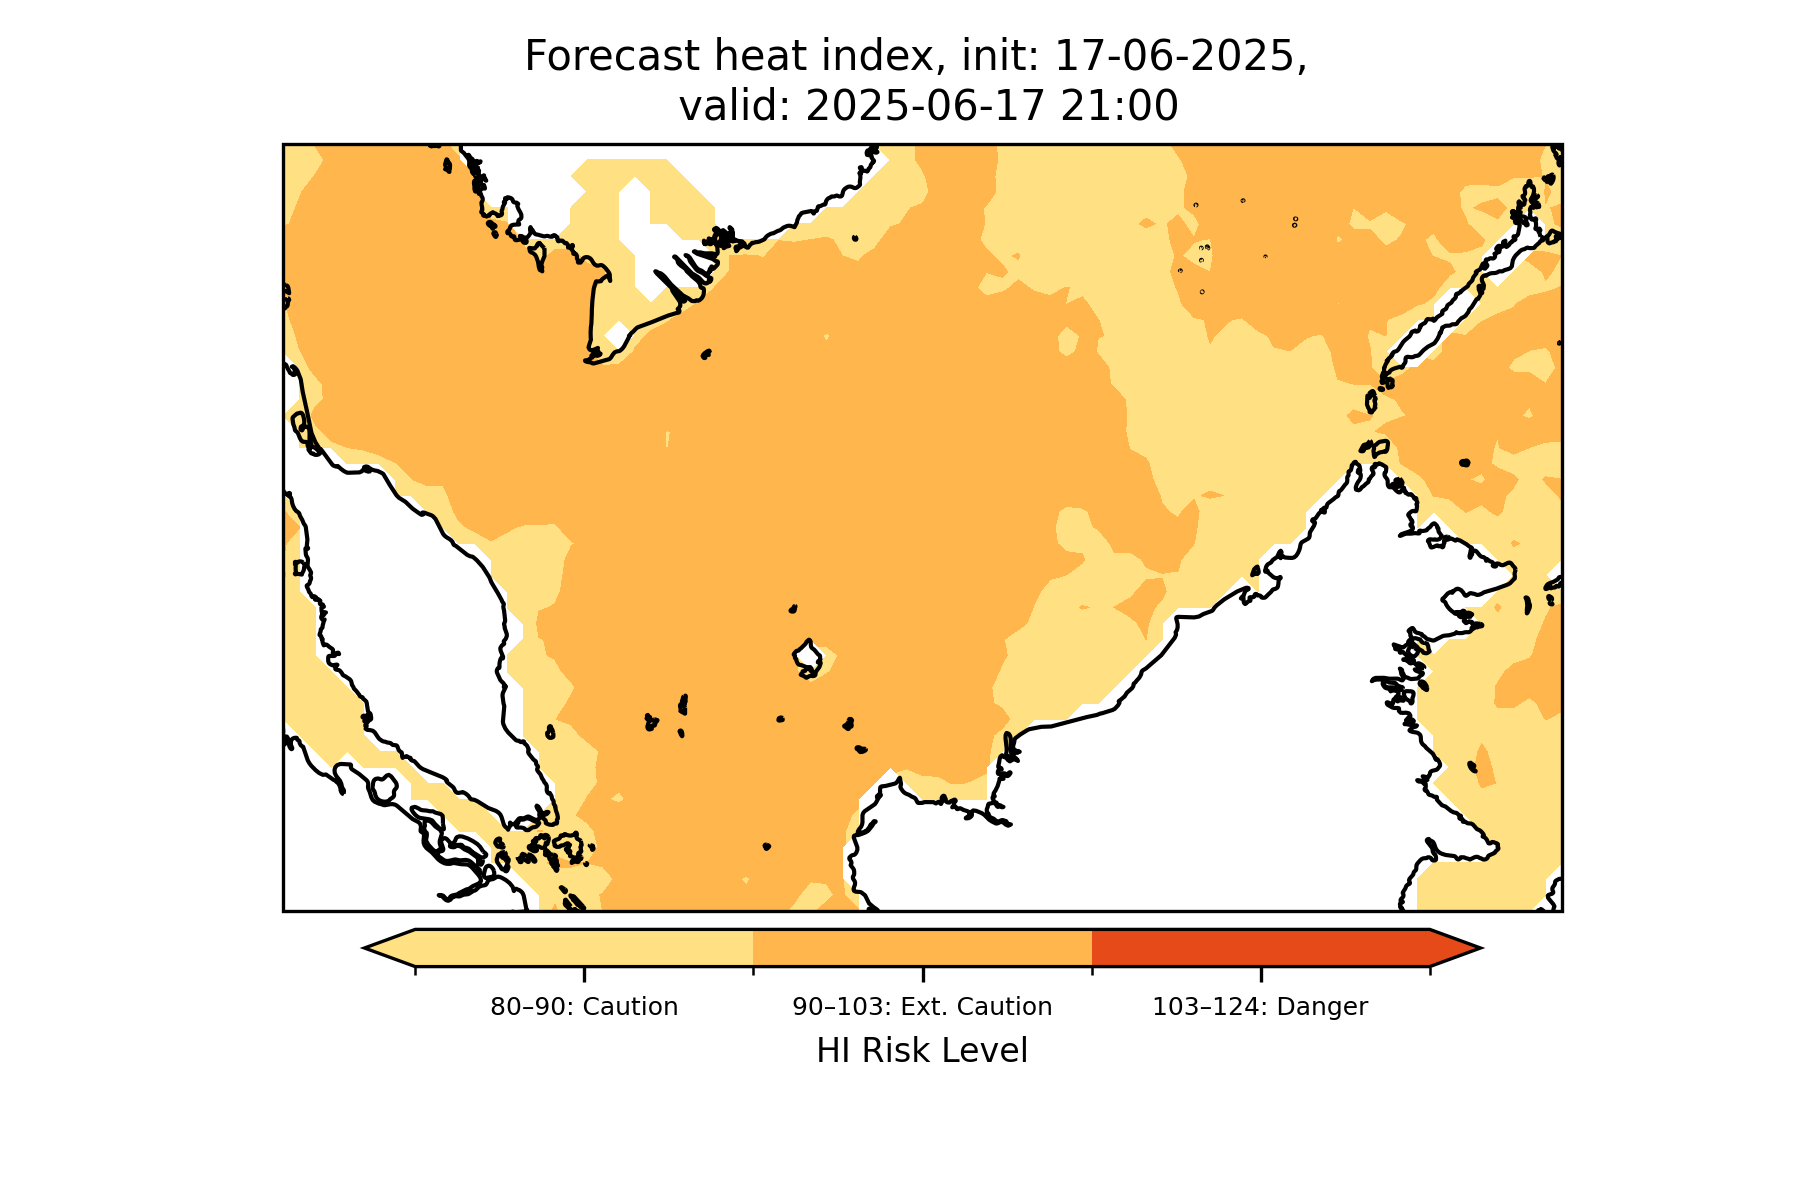 Forecast heat index, init: 17-06-2025,
valid: 2025-06-17 21:00
80–90: Caution
90–103: Ext. Caution
103–124: Danger
HI Risk Level